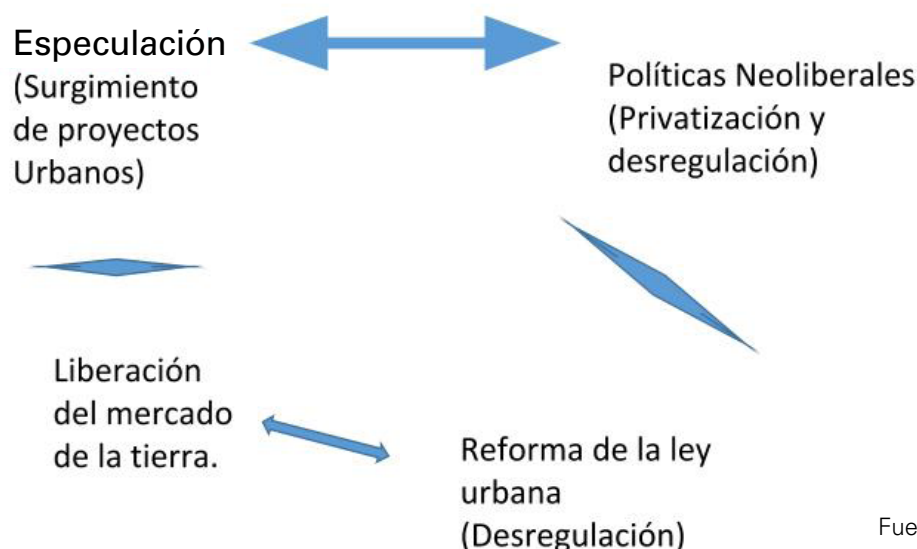 Especulación
(Surgimiento
de proyectos
Urbanos)
Políticas Neoliberales
(Privatización y
desregulación)
Liberación
del mercado
de la tierra.
Reforma de la ley
urbana
(Desregulación)
Fue